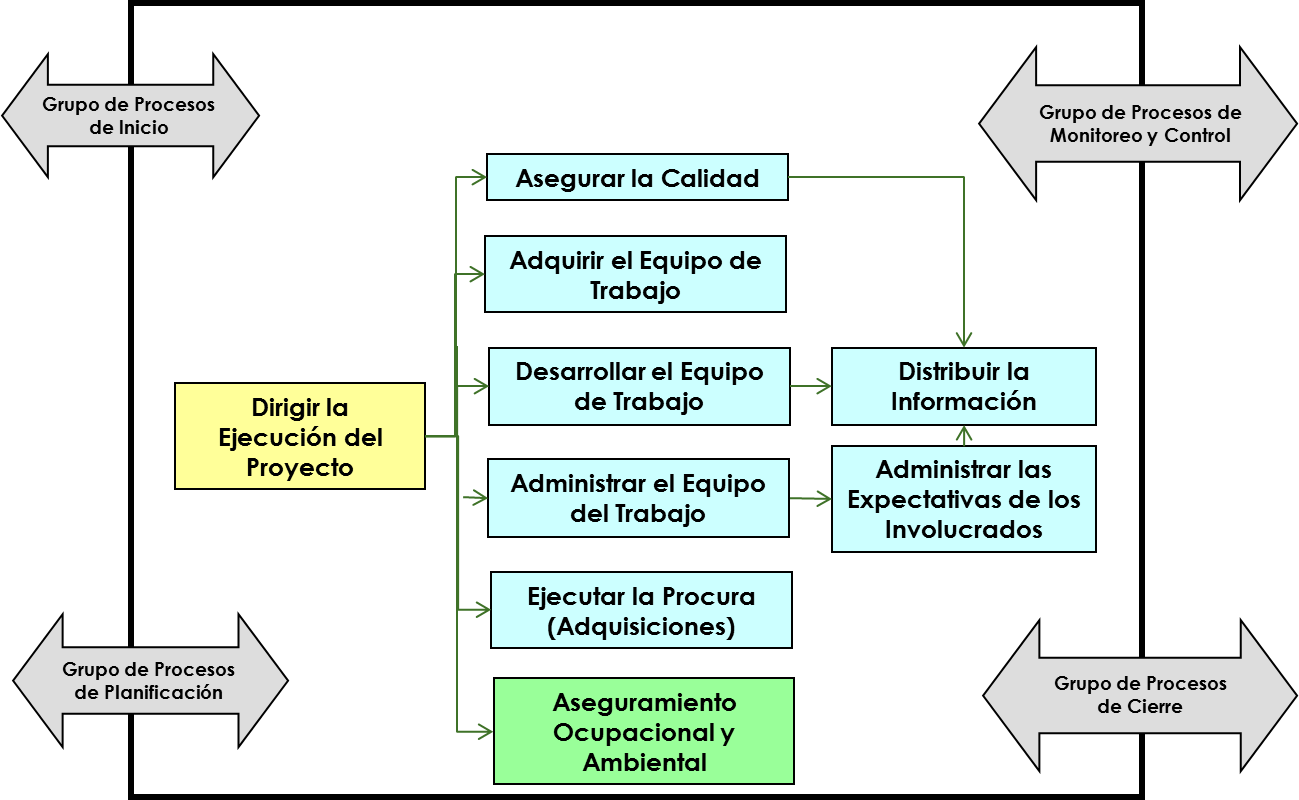 Grupo de Procesos
de Inicio
Grupo de Procesos de
Monitoreo y Control
Asegurar la Calidad
Adquirir el Equipo de
Trabajo
Desarrollar el Equipo
de Trabajo
Distribuir la
Información
Dirigir la
Ejecución del
Proyecto
Administrar el Equipo
del Trabajo
Administrar las
Expectativas de los
Involucrados
Ejecutar la Procura
(Adquisiciones)
Grupo de Procesos
de Planificación
Grupo de Procesos
de Cierre
Aseguramiento
Ocupacional y
Ambiental